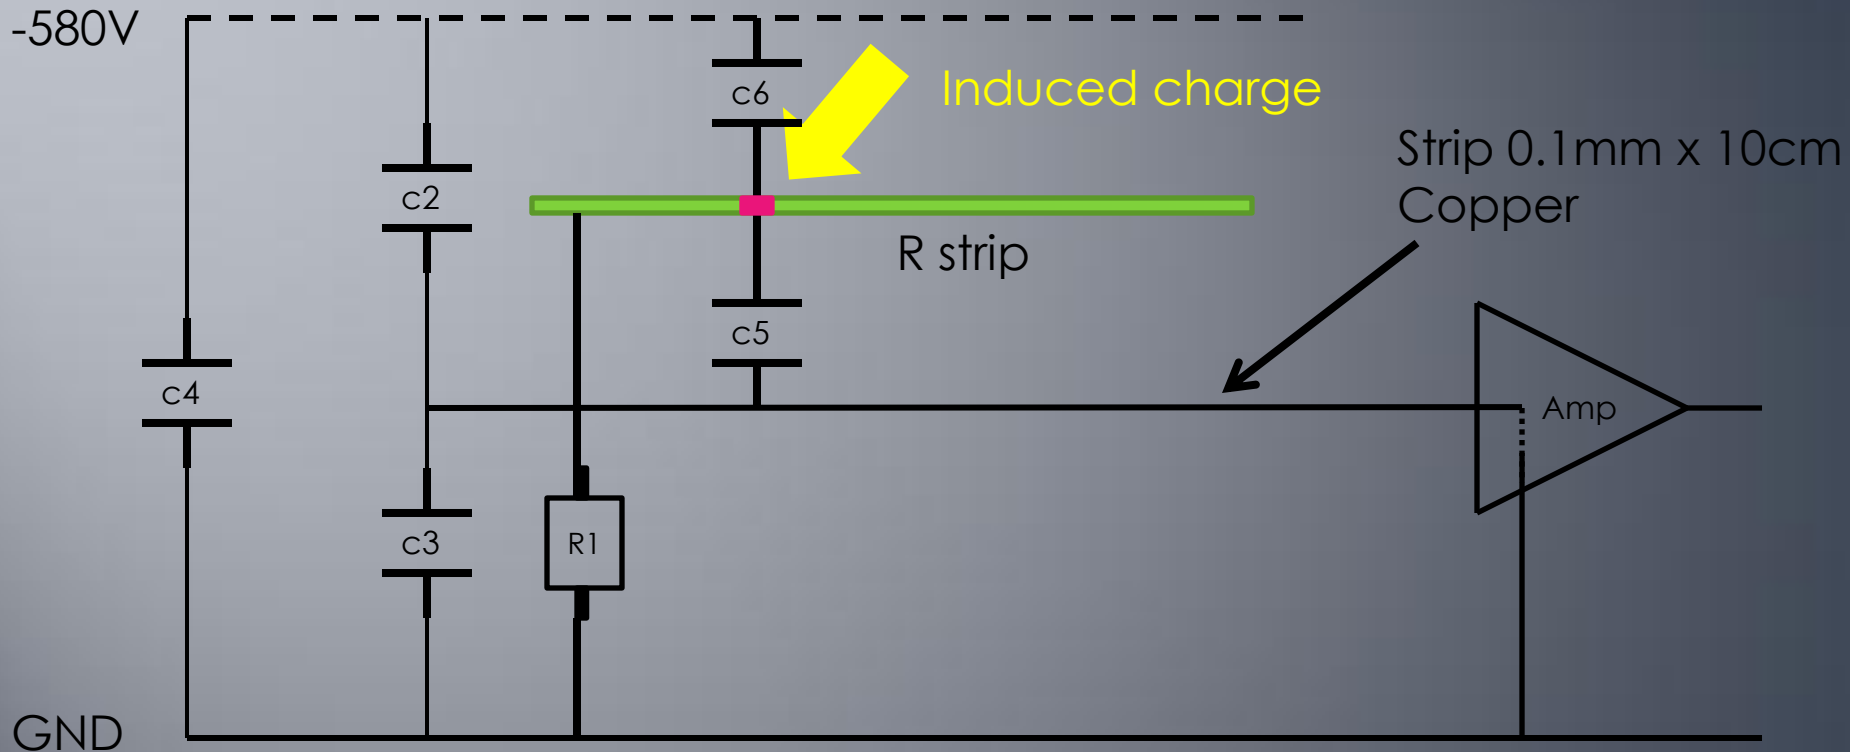 -580V
c6
Induced charge
Strip 0.1mm x 10cm
Copper
c2
R strip
c5
c4
Amp
c3
R1
GND